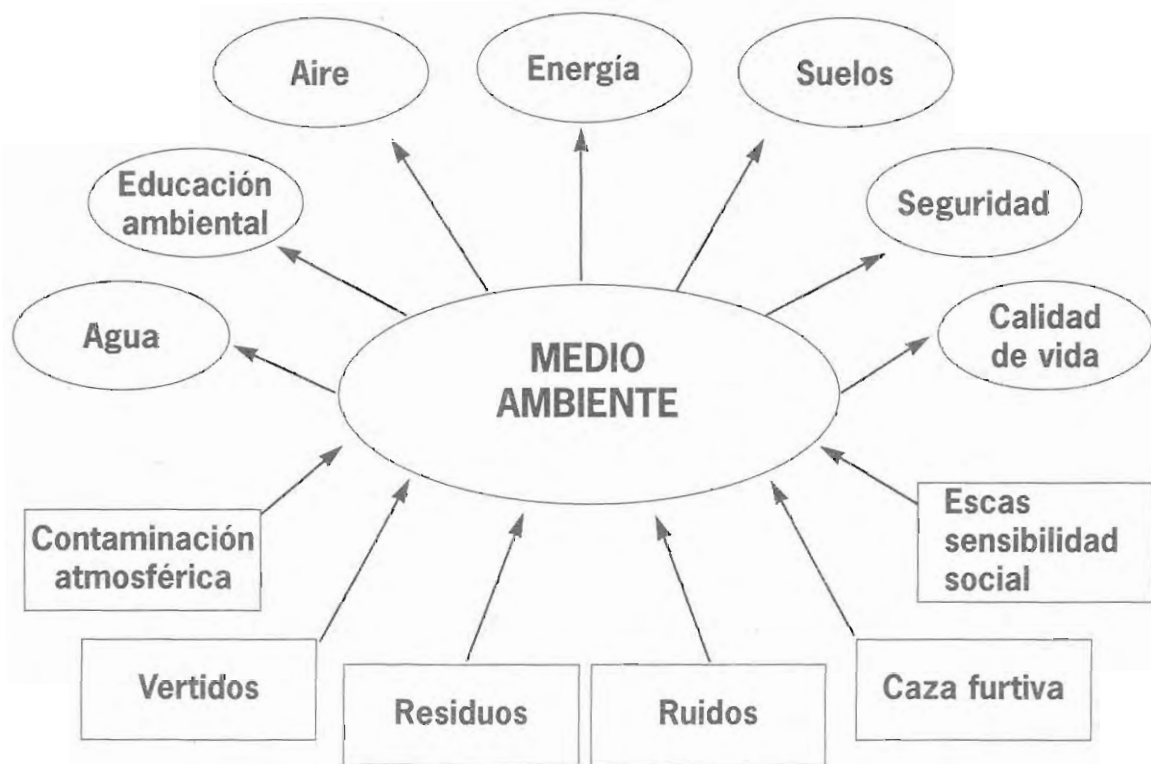 Aire
Energía
Suelos
Educación
ambiental
Seguridad
Agua
Calidad
de vida
MEDIO
AMBIENTE
Contaminación
atmosférica
Escas
sensibilidad
social
Vertidos
Residuos
Ruidos
Caza furtiva